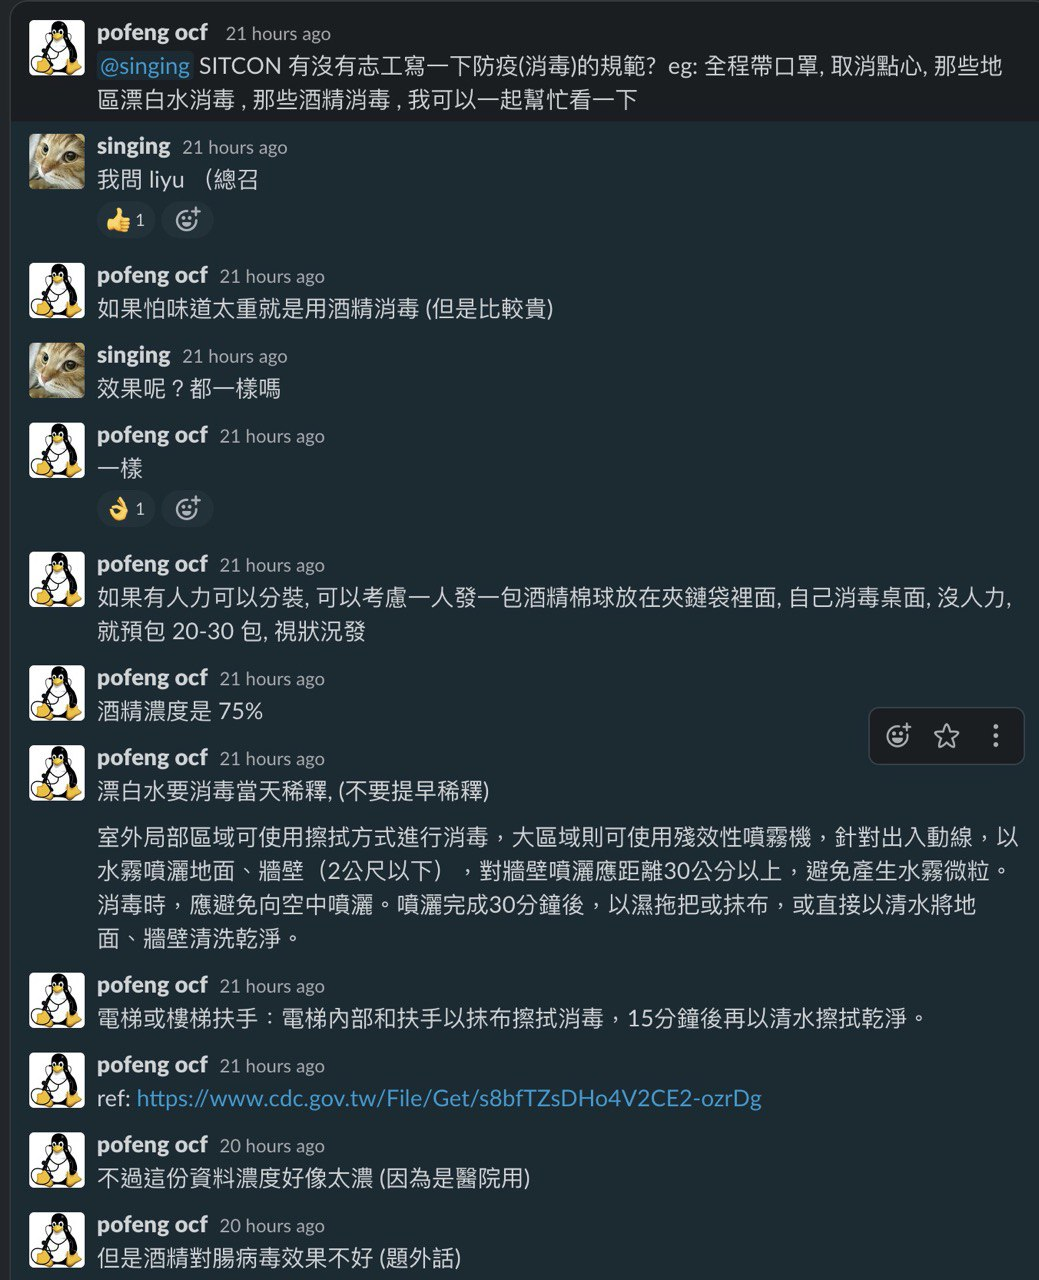 pofeng ocf 21 hours ago
@singing SITCON 有沒有志工寫一下防疫(消毒)的規範? eg: 全程帶口罩, 取消點心, 那些地
區漂白水消毒 , 那些酒精消毒 , 我可以一起幫忙看一下
singing 21 hours ago
我問 liyu （總召
👍 1
pofeng ocf 21 hours ago
如果怕味道太重就是用酒精消毒 (但是比較貴)
singing 21 hours ago
效果呢？都一樣嗎
pofeng ocf 21 hours ago
一樣
👌 1
pofeng ocf 21 hours ago
如果有人力可以分裝, 可以考慮一人發一包酒精棉球放在夾鏈袋裡面, 自己消毒桌面, 沒人力,
就預包 20-30 包, 視狀況發
pofeng ocf 21 hours ago
酒精濃度是 75%
pofeng ocf 21 hours ago
漂白水要消毒當天稀釋, (不要提早稀釋)
室外局部區域可使用擦拭方式進行消毒，大區域則可使用殘效性噴霧機，針對出入動線，以
水霧噴灑地面、牆壁（2公尺以下），對牆壁噴灑應距離30公分以上，避免產生水霧微粒。
消毒時，應避免向空中噴灑。噴灑完成30分鐘後，以濕拖把或抹布，或直接以清水將地
面、牆壁清洗乾淨。
pofeng ocf 21 hours ago
電梯或樓梯扶手：電梯內部和扶手以抹布擦拭消毒，15分鐘後再以清水擦拭乾淨。
pofeng ocf 21 hours ago
ref: https://www.cdc.gov.tw/File/Get/s8bfTZsDHo4V2CE2-ozrDg
pofeng ocf 20 hours ago
不過這份資料濃度好像太濃 (因為是醫院用)
pofeng ocf 20 hours ago
但是酒精對腸病毒效果不好 (題外話)